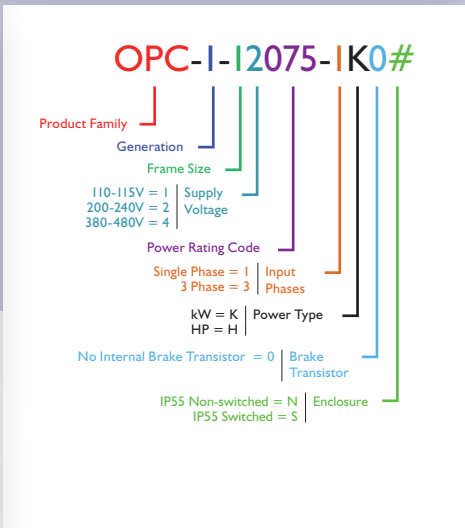 OPC-1-12075-1K0#
Product Family
Generation
Frame Size
110-115V = 1 Supply
200-240V = 2 Voltage
380-480V = 4
Power Rating Code
Single Phase = 1 Input
3 Phase = 3 Phases
kW = K Power Type
HP = H
No Internal Brake Transistor = 0 Brake
Transistor
IP55 Non-switched = N Enclosure
IP55 Switched = S